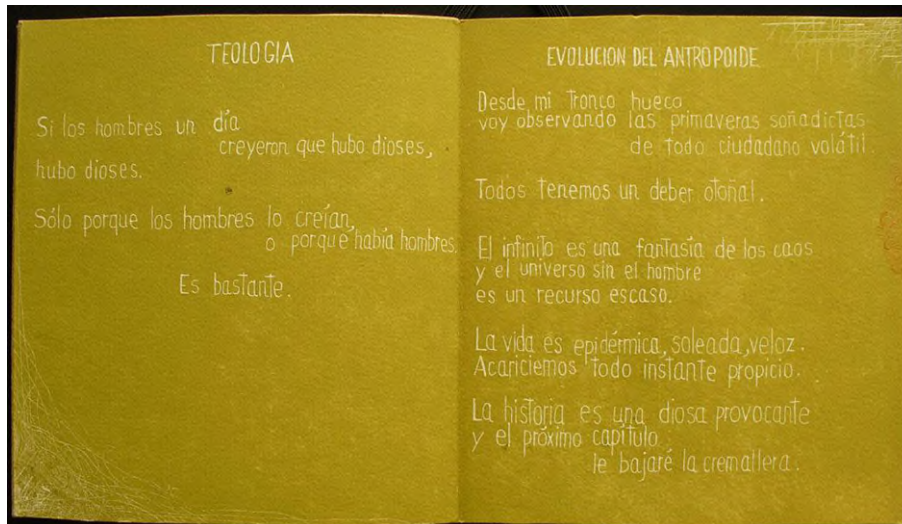 TEOLOGIA
Si los hombres un día
creyeron que hubo dioses,
hubo dioses.
Sólo porque los hombres lo creían,
o porque había hombres.
Es bastante.
EVOLUCION DEL ANTROPOIDE
Desde mi tronco hueco
voy observando las primaveras soñadictas
de todo ciudadano volátil.
Todos tenemos un deber otoñal.
El infinito es una fantasía de los caos
y el universo sin el hombre
es un recurso escaso.
La vida es epidérmica, soleada, veloz.
Acariciemos todo instante propicio.
La historia es una diosa provocante
y el próximo capítulo
le bajaré la cremallera.